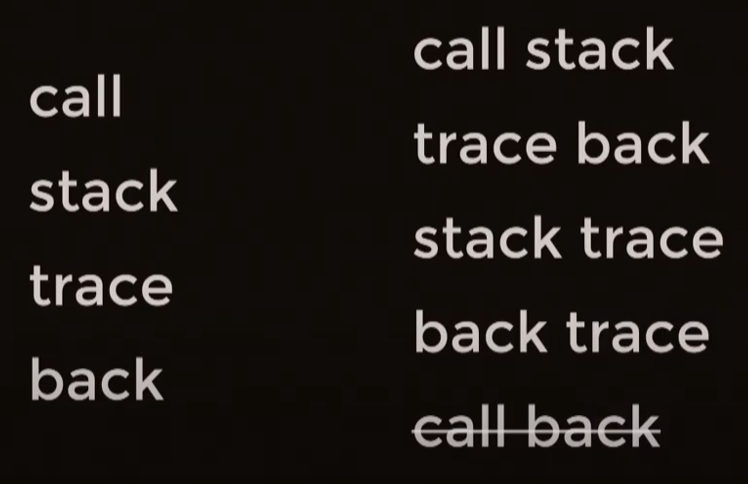 call
stack
trace
back
call stack
trace back
stack trace
back trace
call back